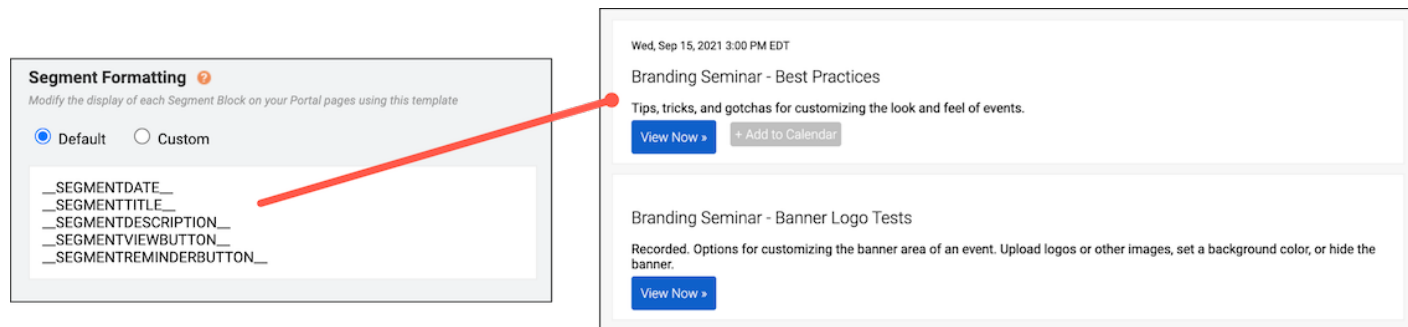 Segment Formatting ?
Modify the display of each Segment Block on your Portal pages using this template
Default Custom
__SEGMENTDATE__
__SEGMENTTITLE__
__SEGMENTDESCRIPTION__
__SEGMENTVIEWBUTTON__
__SEGMENTREMINDERBUTTON__
Wed, Sep 15, 2021 3:00 PM EDT
Branding Seminar - Best Practices
Tips, tricks, and gotchas for customizing the look and feel of events.
View Now » + Add to Calendar
Branding Seminar - Banner Logo Tests
Recorded. Options for customizing the banner area of an event. Upload logos or other images, set a background color, or hide the
banner.
View Now »